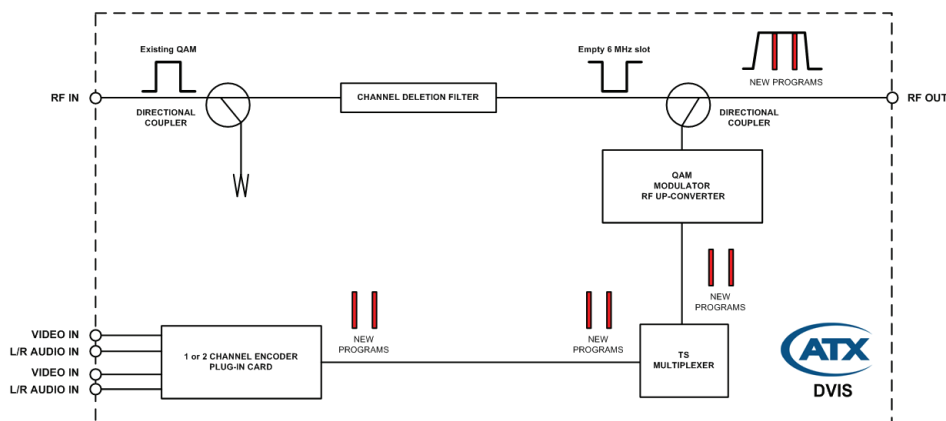 Existing QAM
Empty 6 MHz slot
NEW PROGRAMS
RF IN
DIRECTIONAL
COUPLER
CHANNEL DELETION FILTER
DIRECTIONAL
COUPLER
RF OUT
QAM
MODULATOR
RF UP-CONVERTER
NEW
PROGRAMS
VIDEO IN
L/R AUDIO IN
VIDEO IN
L/R AUDIO IN
1 or 2 CHANNEL ENCODER
PLUG-IN CARD
NEW
PROGRAMS
NEW
PROGRAMS
TS
MULTIPLEXER
ATX
DVIS